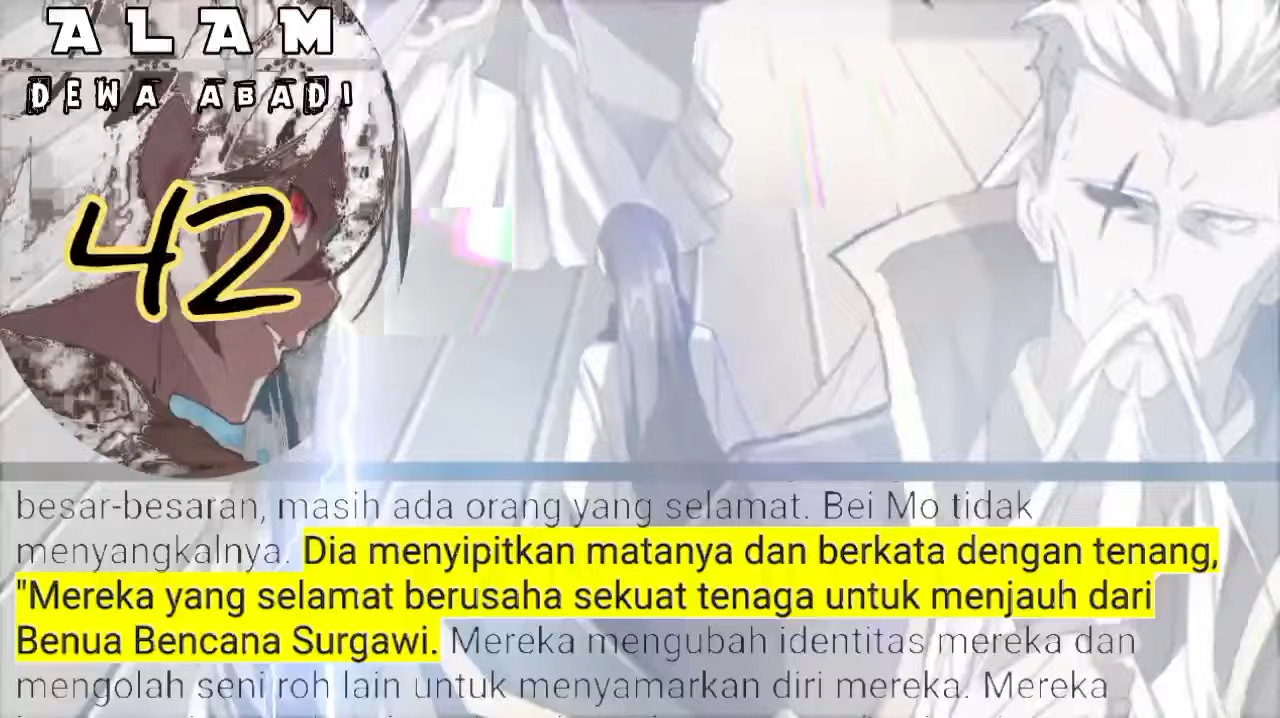 ALAM
DEWA ABADI
42
besar-besaran, masih ada orang yang selamat. Bei Mo tidak
menyangkalnya. Dia menyipitkan matanya dan berkata dengan tenang,
"Mereka yang selamat berusaha sekuat tenaga untuk menjauh dari
Benua Bencana Surgawi. Mereka mengubah identitas mereka dan
mengolah seni roh lain untuk menyamarkan diri mereka. Mereka